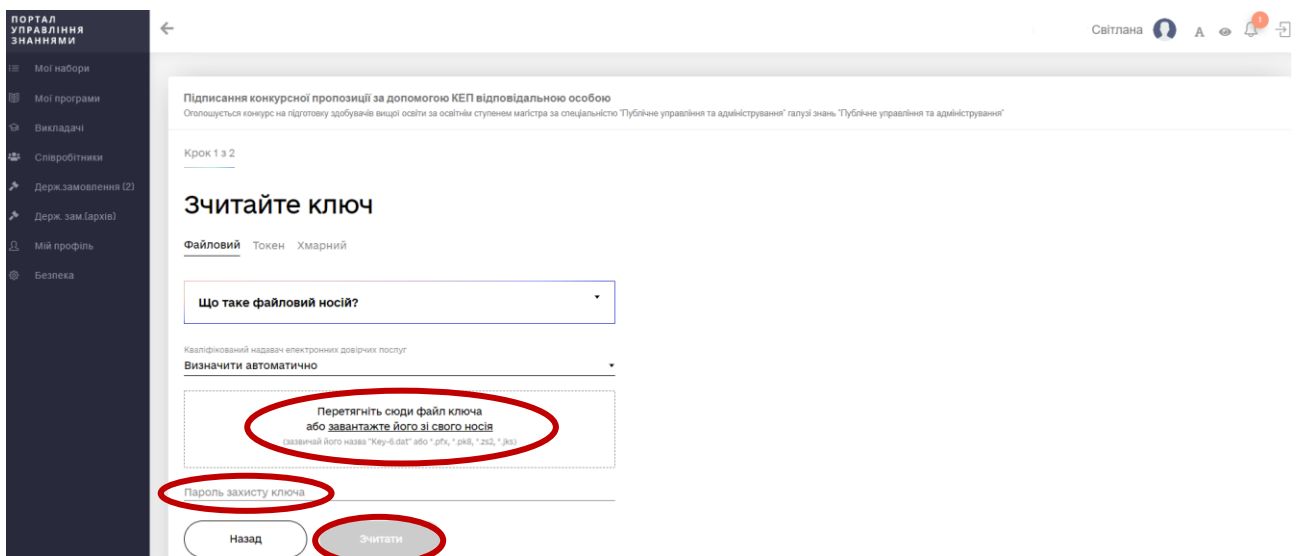 ПОРТАЛ
УПРАВЛІННЯ
ЗНАННЯМИ
Світлана
A
1
Мої набори
Мої програми
Викладачі
Співробітники
Держ.замовлення (2)
Держ. зам.(архів)
Мій профіль
Безпека
Підписання конкурсної пропозиції за допомогою КЕП відповідальною особою
Оголошується конкурс на підготовку здобувачів вищої освіти за освітнім ступенем магістра за спеціальністю "Публічне управління та адміністрування" галузі знань "Публічне управління та адміністрування"
Крок 1 з 2
Зчитайте ключ
Файловий Токен Хмарний
Що таке файловий носій?
Кваліфікований надавач електронних довірчих послуг
Визначити автоматично
Перетягніть сюди файл ключа
або завантажте його зі свого носія
(зазвичай його назва "Key-6.dat" або *.pfx, *.pk8, *.zs2, *.jks)
Пароль захисту ключа
Назад Зчитати